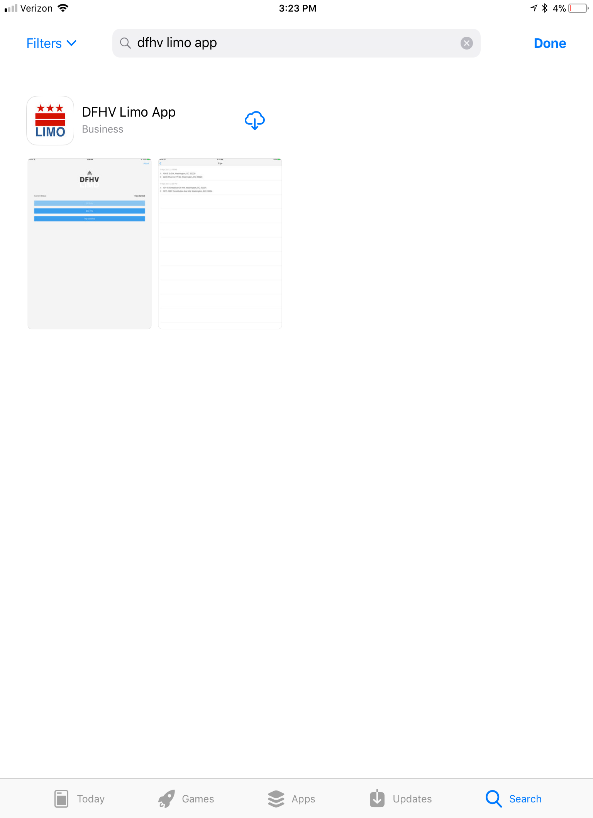 Verizon 3:23 PM 4%
Filters dfhv limo app Done
LIMO
DFHV Limo App
Business
DFHV
Today Games Apps Updates Search